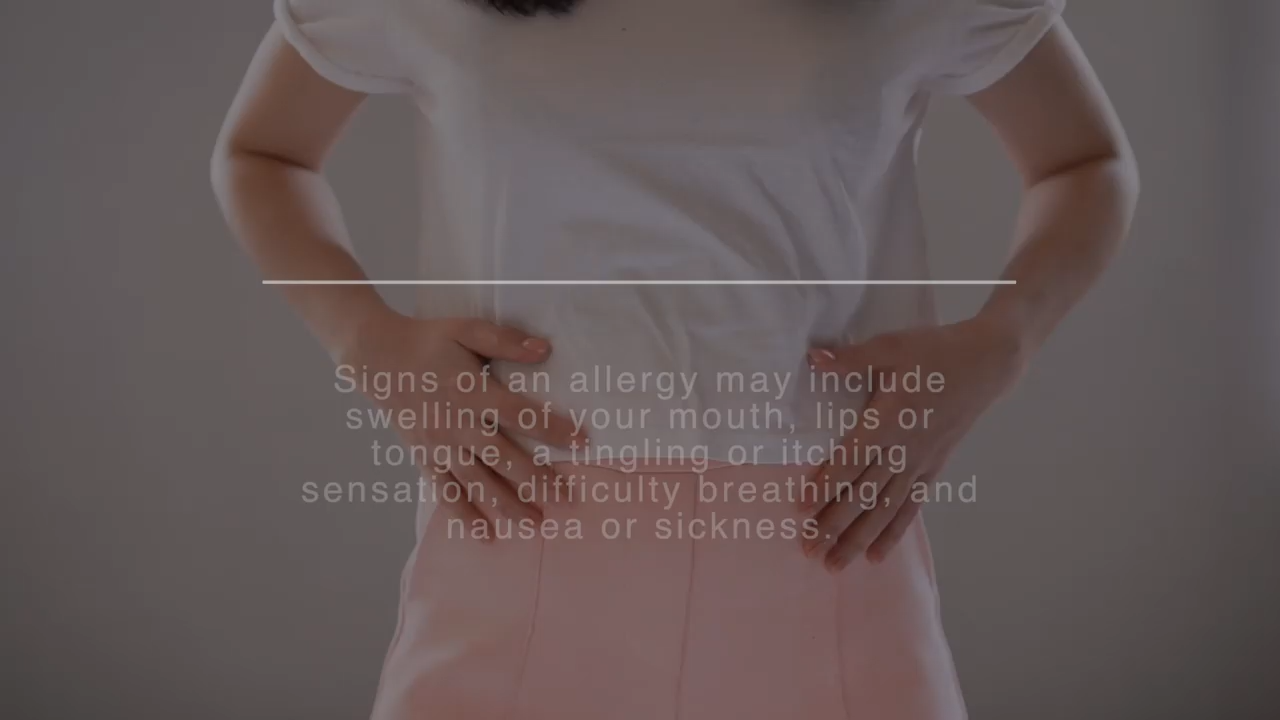 Signs of an allergy may include
swelling of your mouth, lips or
tongue, a tingling or itching
sensation, difficulty breathing, and
nausea or sickness.